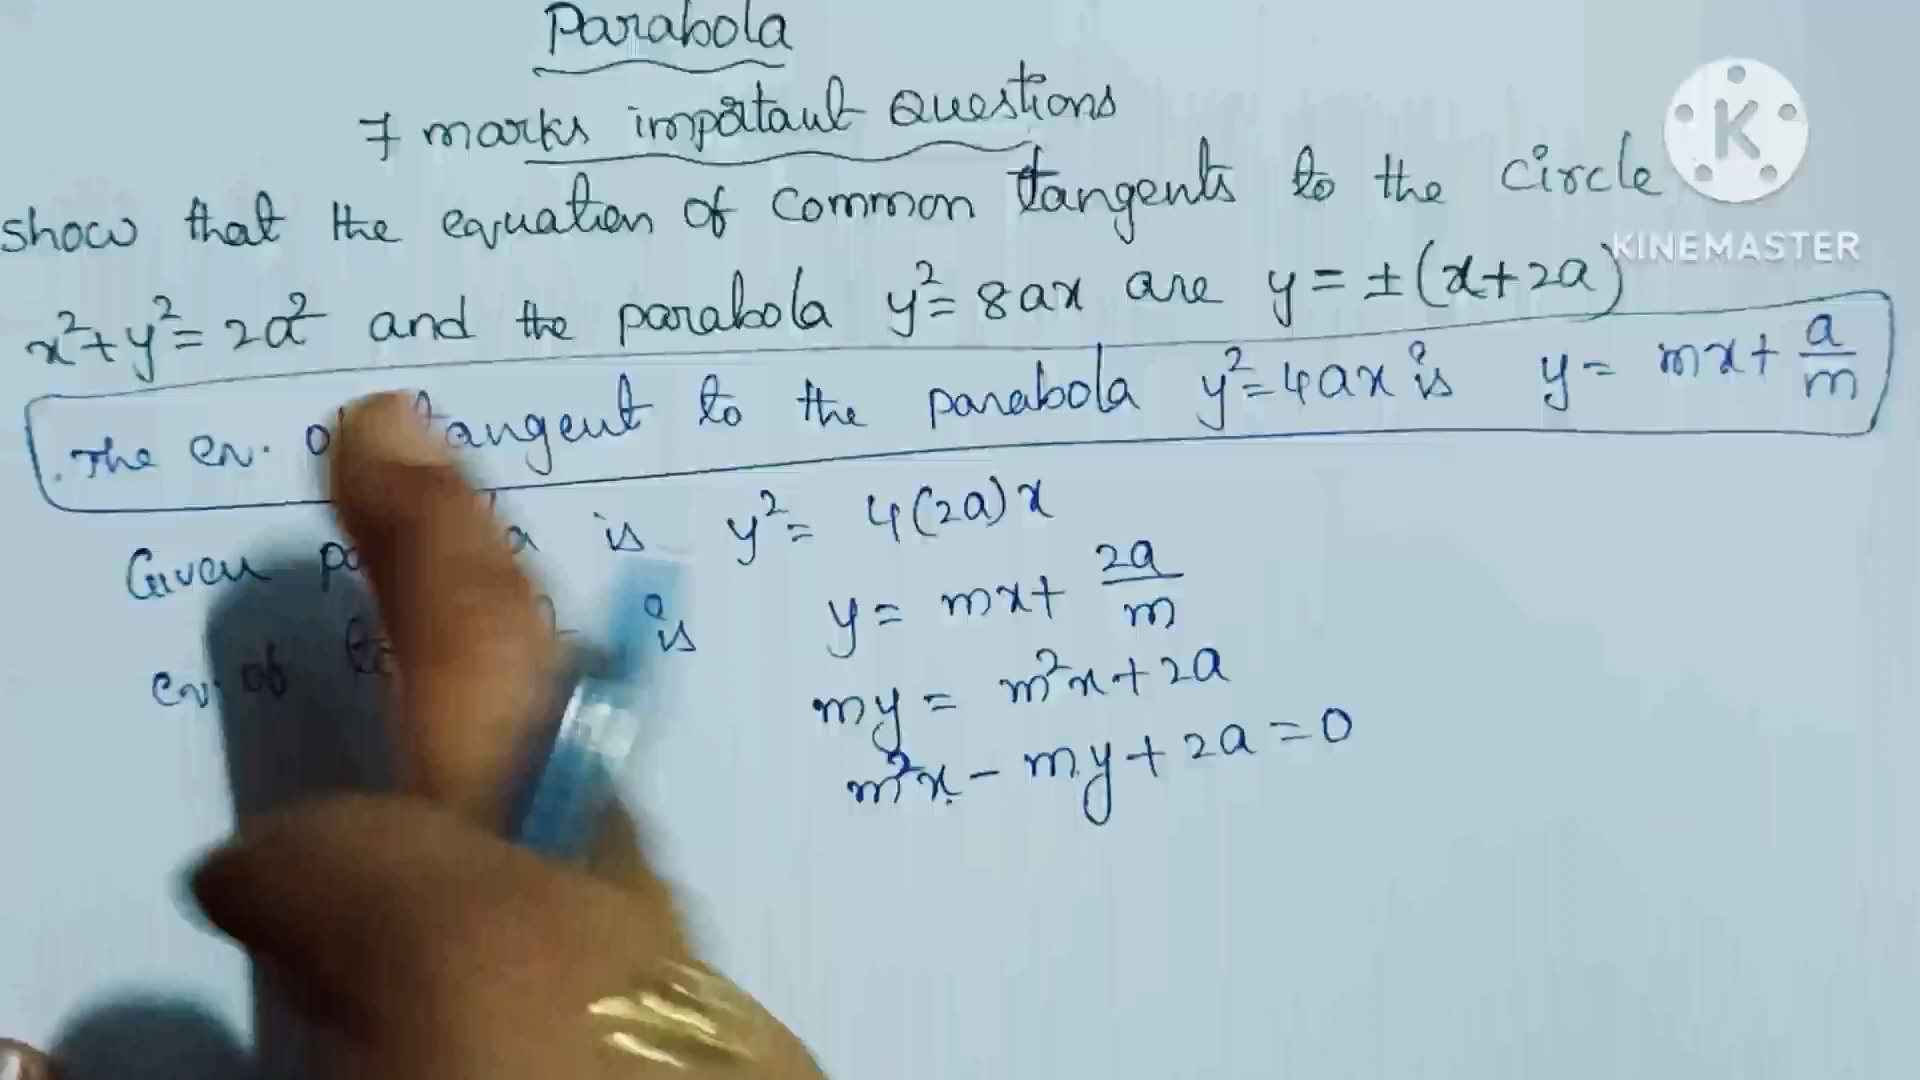 Parabola
7 marks important Questions
show that the equation of common tangents to the circle
x²+y²=2a² and the parabola y²=8ax are y=±(x+2a)
The eq. of tangent to the parabola y²=4ax is y=mx+a/m
Given is y²=4(2a)x
eq. of is y=mx+2a/m
my=m²x+2a
m²x-my+2a=0
K
KINEMASTER